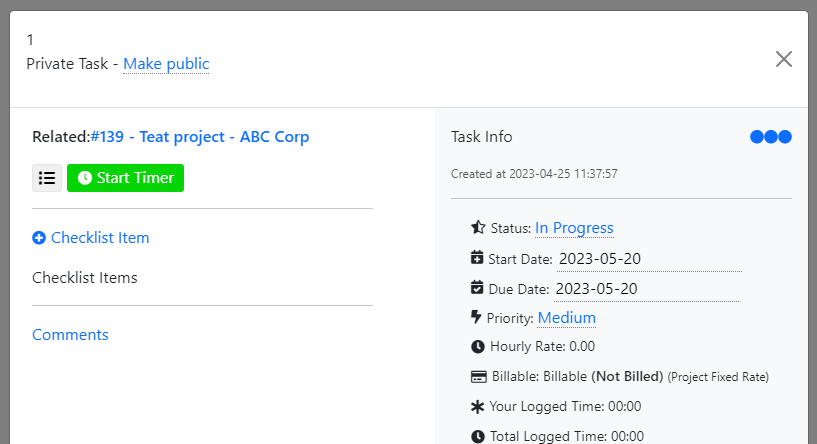 1
Private Task - Make public
Related:#139 - Teat project - ABC Corp
Start Timer
Checklist Item
Checklist Items
Comments
Task Info
Created at 2023-04-25 11:37:57
Status: In Progress
Start Date: 2023-05-20
Due Date: 2023-05-20
Priority: Medium
Hourly Rate: 0.00
Billable: Billable (Not Billed) (Project Fixed Rate)
Your Logged Time: 00:00
Total Logged Time: 00:00